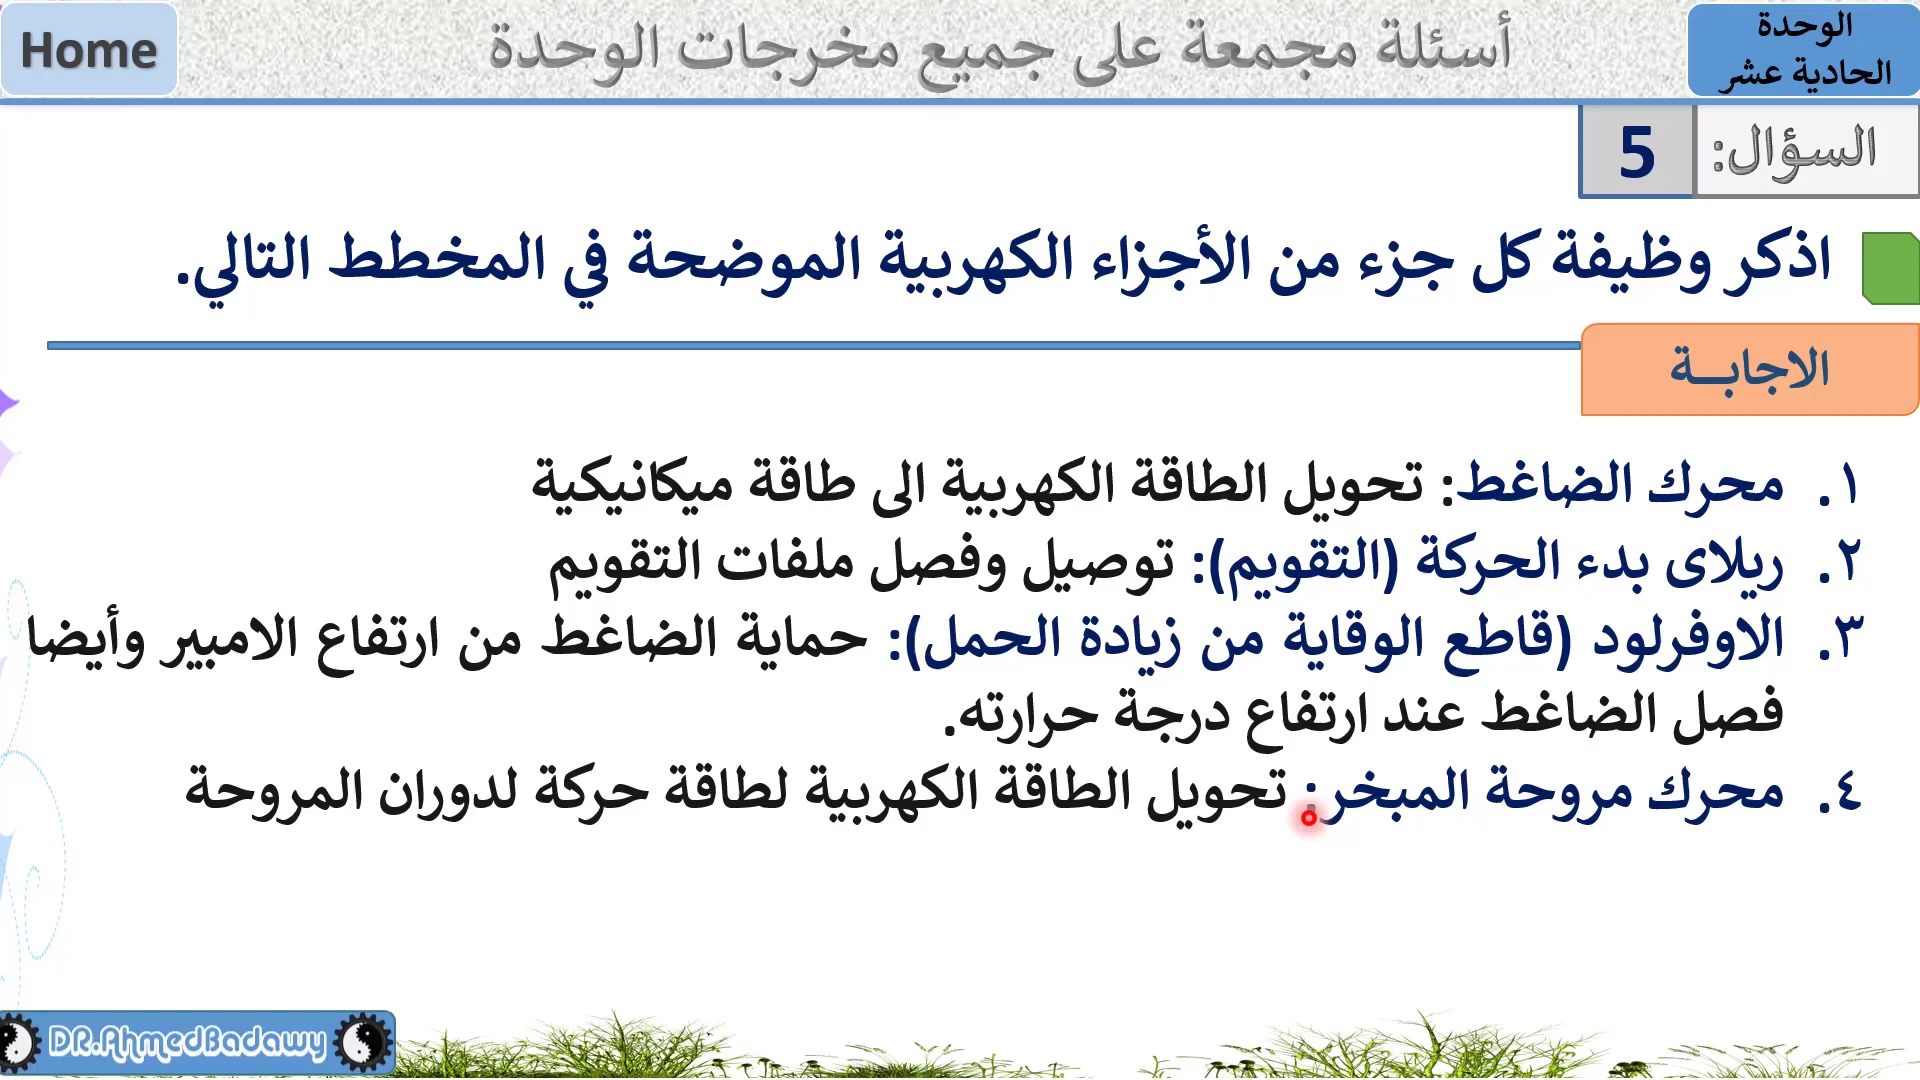 Home
أسئلة مجمعة على جميع مخرجات الوحدة
الوحدة
الحادية عشر
السؤال: 5
اذكر وظيفة كل جزء من الأجزاء الكهربية الموضحة في المخطط التالي.
الاجابـــة
١. محرك الضاغط: تحويل الطاقة الكهربية الى طاقة ميكانيكية
٢. ريلاى بدء الحركة (التقويم): توصيل وفصل ملفات التقويم
٣. الاوفرلود (قاطع الوقاية من زيادة الحمل): حماية الضاغط من ارتفاع الامبير وأيضا
فصل الضاغط عند ارتفاع درجة حرارته.
٤. محرك مروحة المبخر: تحويل الطاقة الكهربية لطاقة حركة لدوران المروحة
DR.AhmedBadawy